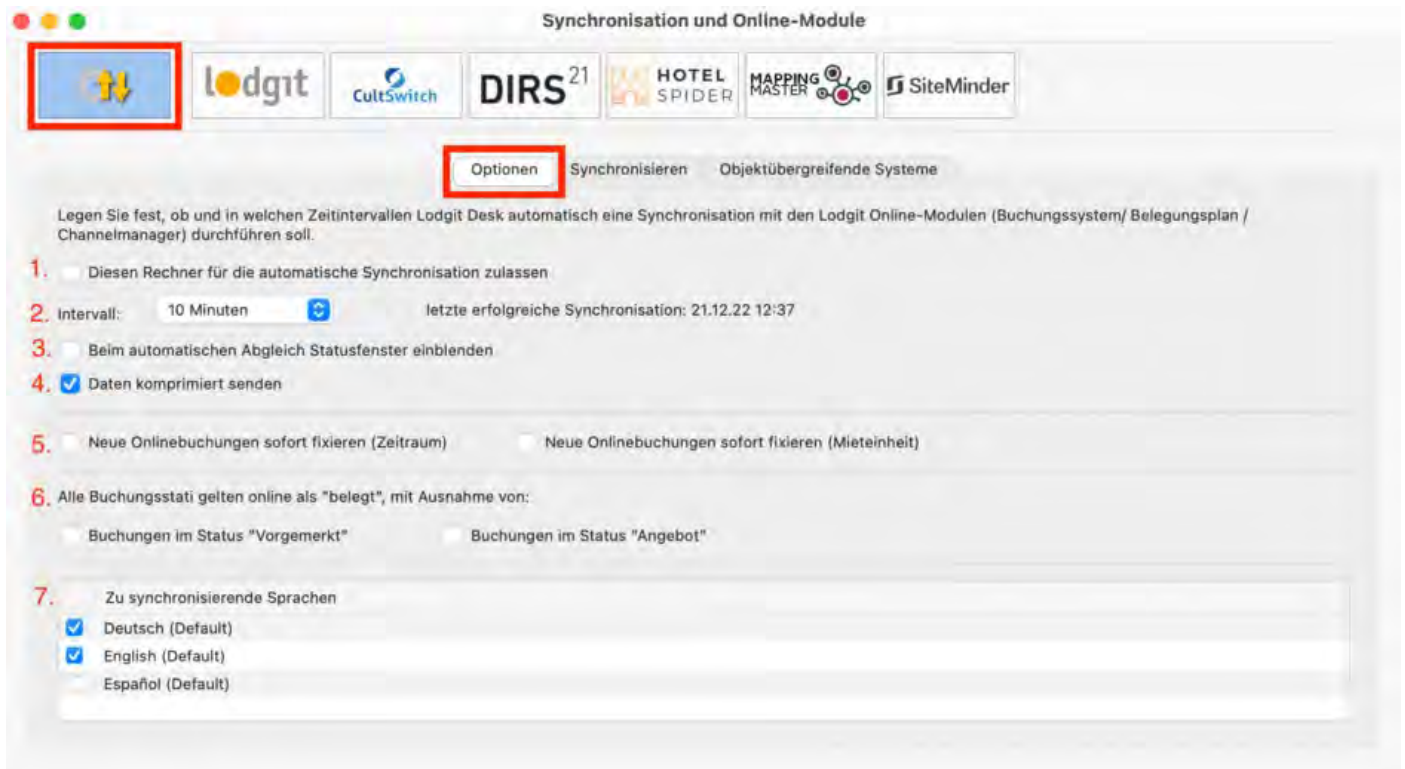 Synchronisation und Online-Module
lodgit CultSwitch DIRS21 HOTEL SPIDER MAPPING MASTER SiteMinder
Optionen Synchronisieren Objektübergreifende Systeme
Legen Sie fest, ob und in welchen Zeitintervallen Lodgit Desk automatisch eine Synchronisation mit den Lodgit Online-Modulen (Buchungssystem/ Belegungsplan /
Channelmanager) durchführen soll.
1. Diesen Rechner für die automatische Synchronisation zulassen
2. Intervall: 10 Minuten letzte erfolgreiche Synchronisation: 21.12.22 12:37
3. Beim automatischen Abgleich Statusfenster einblenden
4. Daten komprimiert senden
5. Neue Onlinebuchungen sofort fixieren (Zeitraum) Neue Onlinebuchungen sofort fixieren (Mieteinheit)
6. Alle Buchungsstati gelten online als "belegt", mit Ausnahme von:
Buchungen im Status "Vorgemerkt" Buchungen im Status "Angebot"
7. Zu synchronisierende Sprachen
Deutsch (Default)
English (Default)
Español (Default)